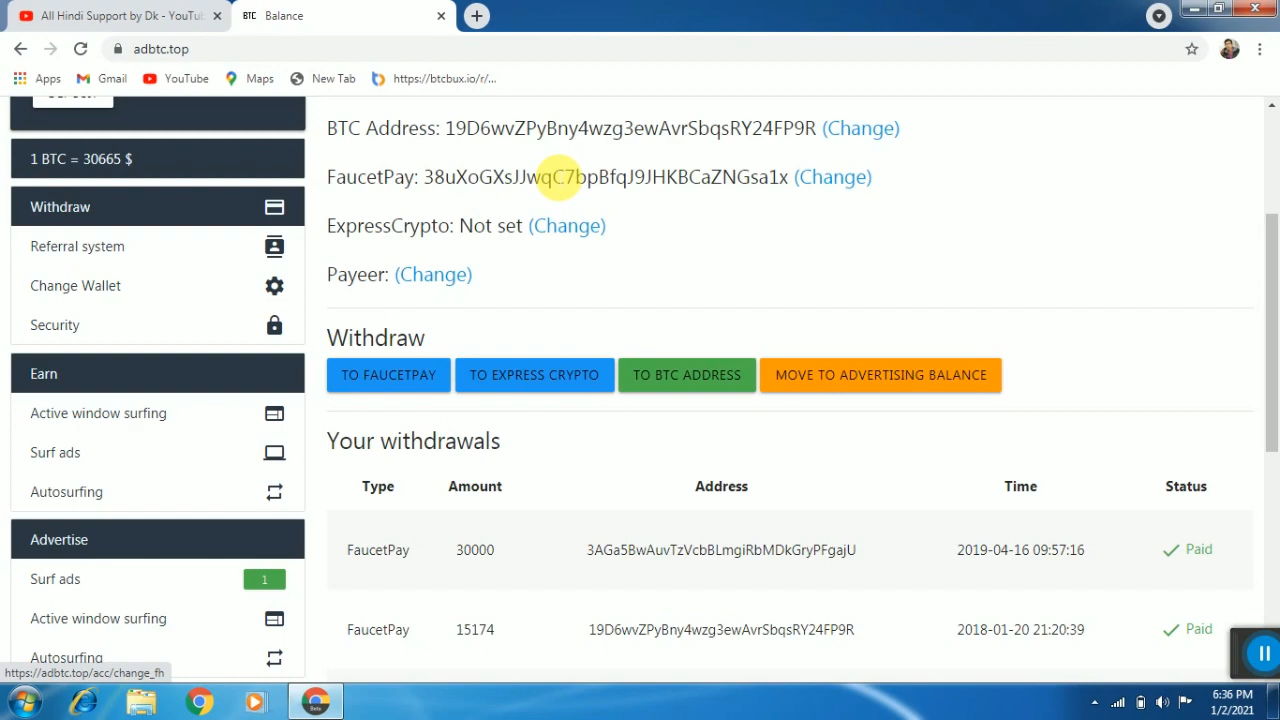 All Hindi Support by Dk - YouTu
BTC Balance
adbtc.top
Apps Gmail YouTube Maps New Tab https://btcbux.io/r/...
1 BTC = 30665 $
Withdraw
Referral system
Change Wallet
Security
Earn
Active window surfing
Surf ads
Autosurfing
Advertise
Surf ads 1
Active window surfing
Autosurfing
https://adbtc.top/acc/change_fh
BTC Address: 19D6wvZPyBny4wzg3ewAvrSbqsRY24FP9R (Change)
FaucetPay: 38uXoGXsJJwqC7bpBfqJ9JHKBCaZNGsa1x (Change)
ExpressCrypto: Not set (Change)
Payeer: (Change)
Withdraw
TO FAUCETPAY TO EXPRESS CRYPTO TO BTC ADDRESS MOVE TO ADVERTISING BALANCE
Your withdrawals
Type Amount Address Time Status
FaucetPay 30000 3AGa5BwAuvTzVcbBLmgiRbMDkGryPFgajU 2019-04-16 09:57:16 Paid
FaucetPay 15174 19D6wvZPyBny4wzg3ewAvrSbqsRY24FP9R 2018-01-20 21:20:39 Paid
Beta
6:36 PM
1/2/2021